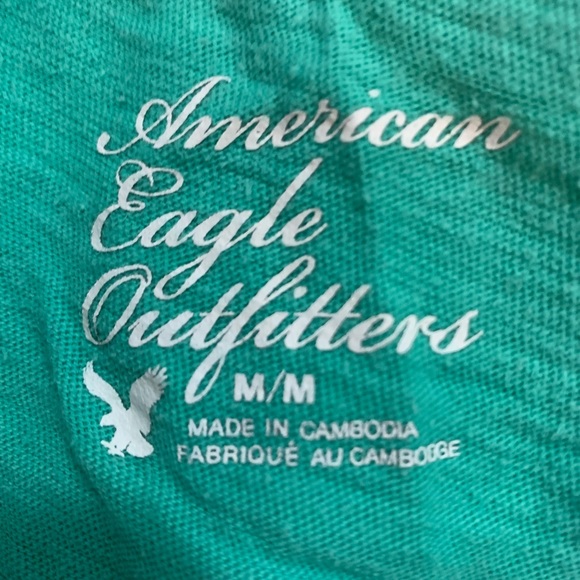 American
Eagle
Outfitters
M/M
MADE IN CAMBODIA
FABRIQUÉ AU CAMBODGE